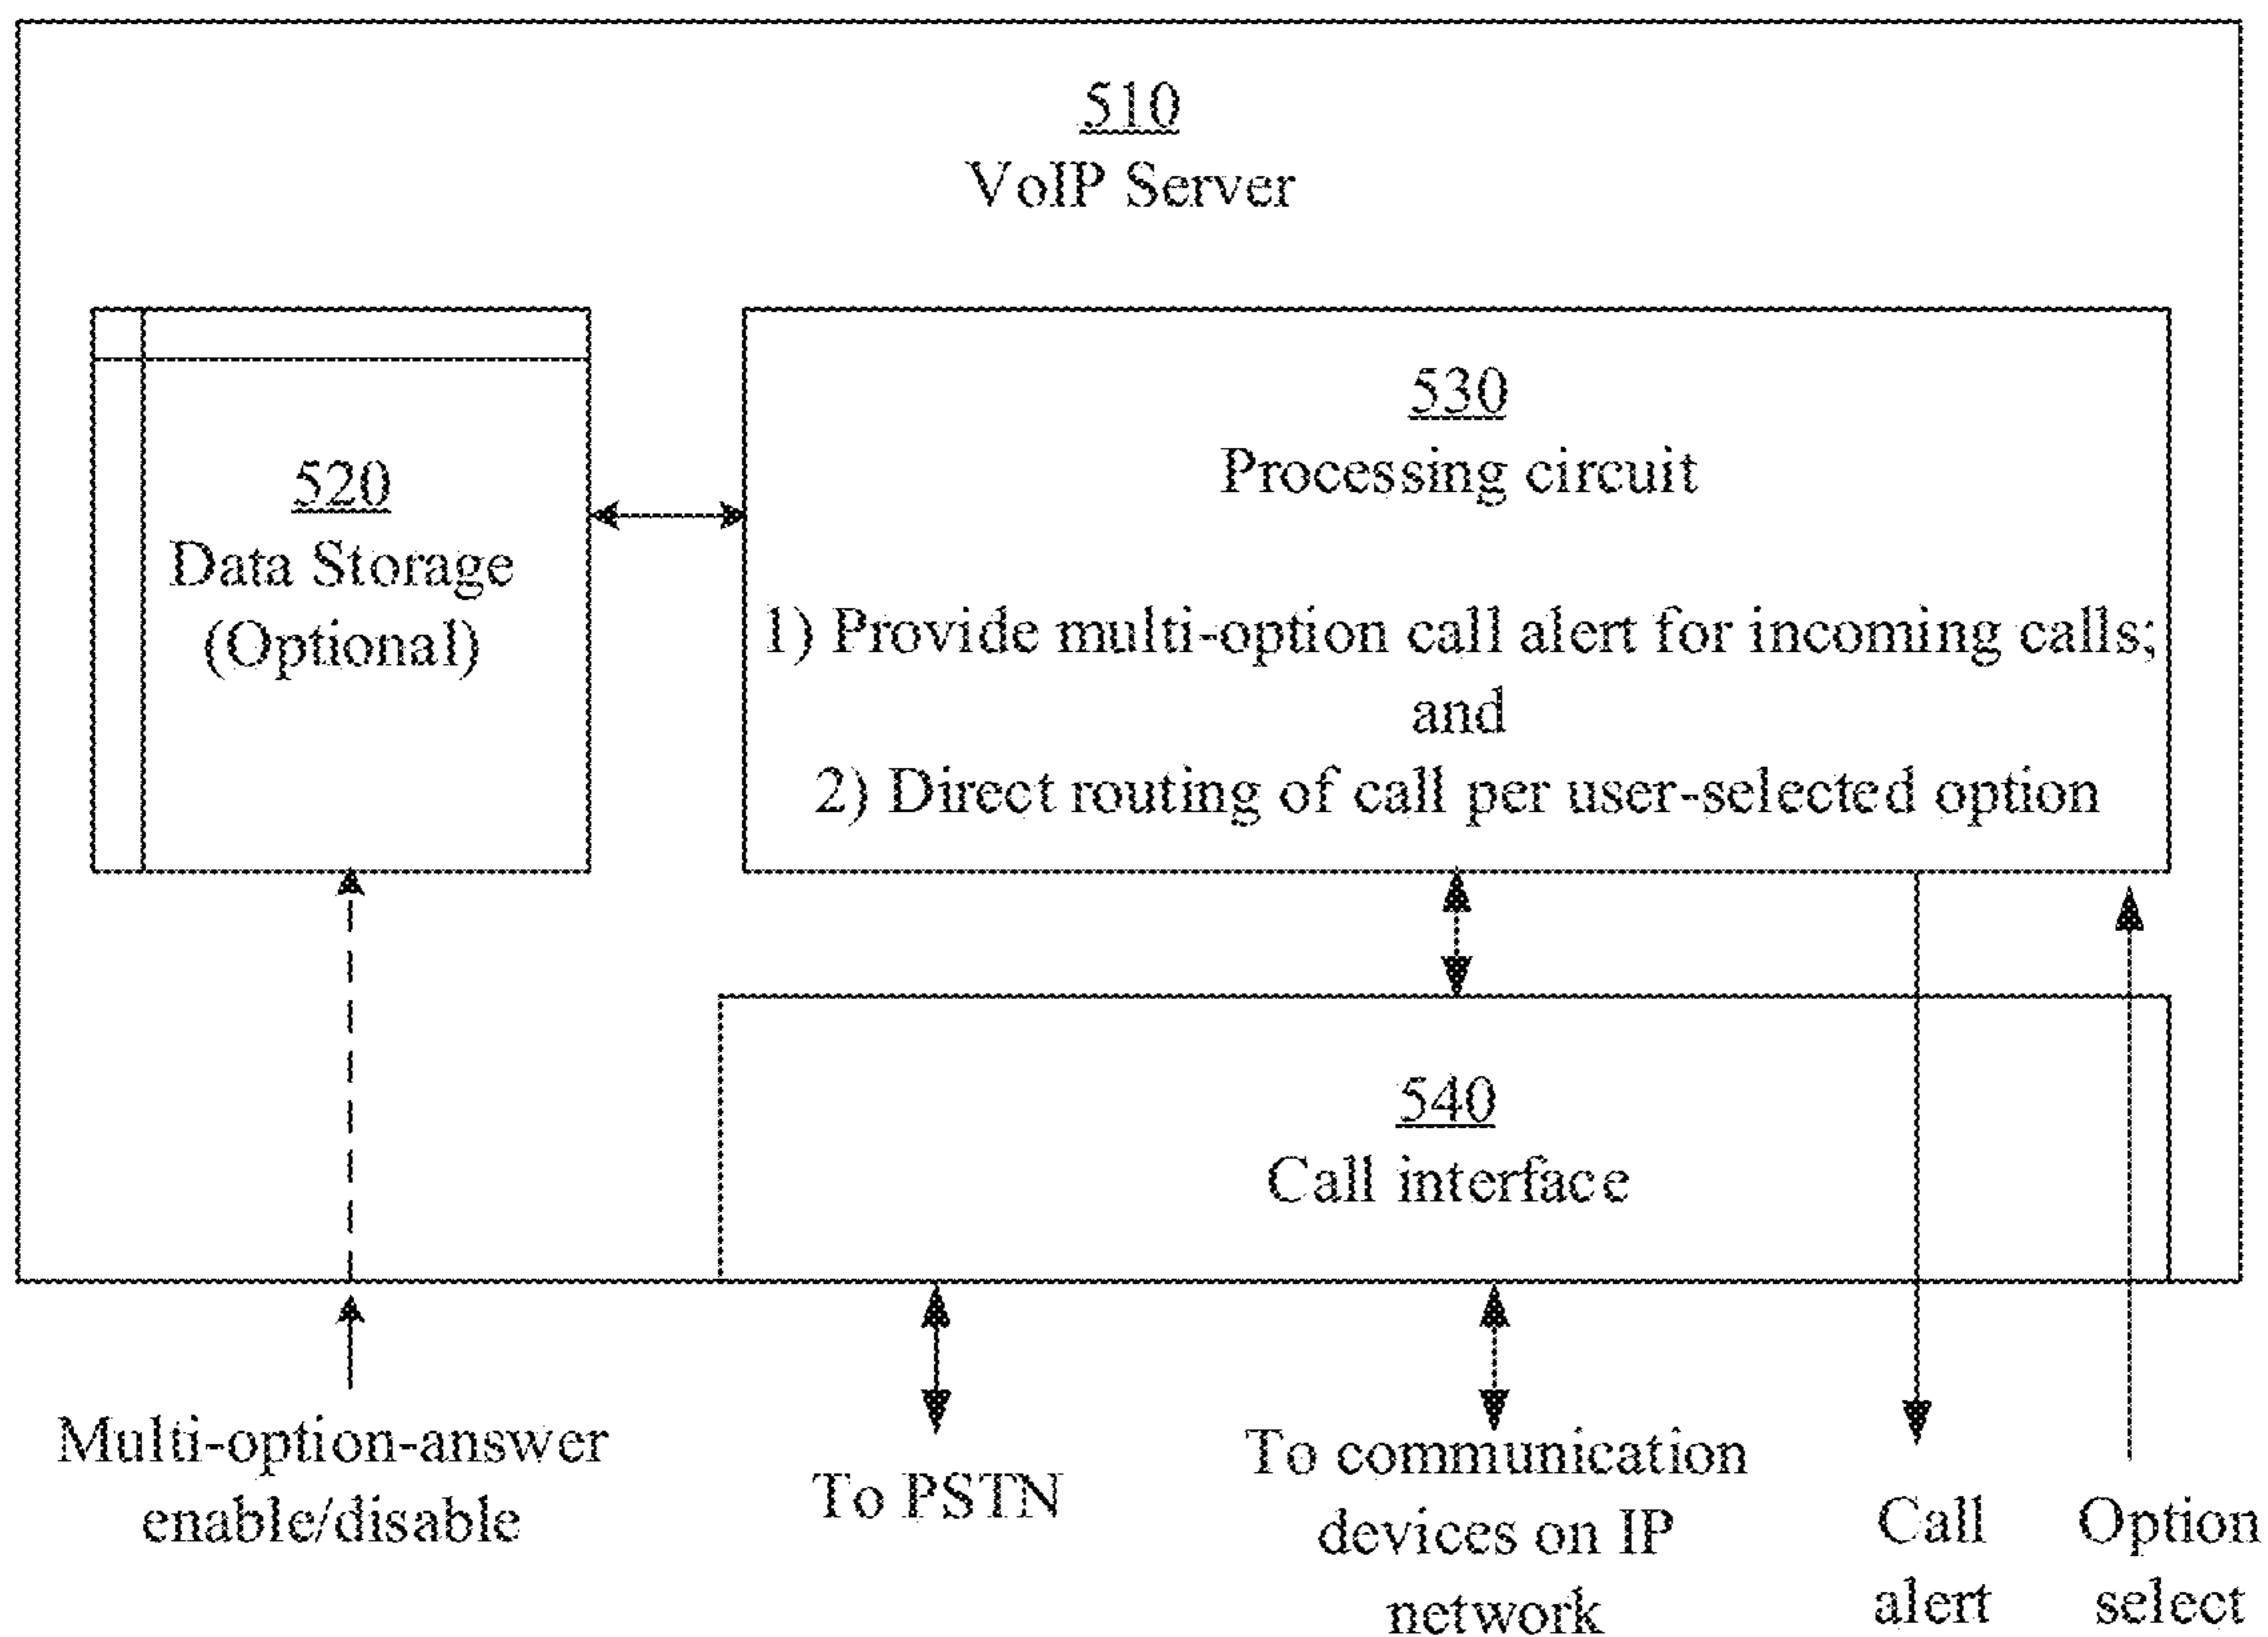 510
VoIP Server
520
Data Storage
(Optional)
530
Processing circuit
1) Provide multi-option call alert for incoming calls;
and
2) Direct routing of call per user-selected option
540
Call interface
Multi-option-answer
enable/disable
To PSTN
To communication
devices on IP
network
Call
alert
Option
select